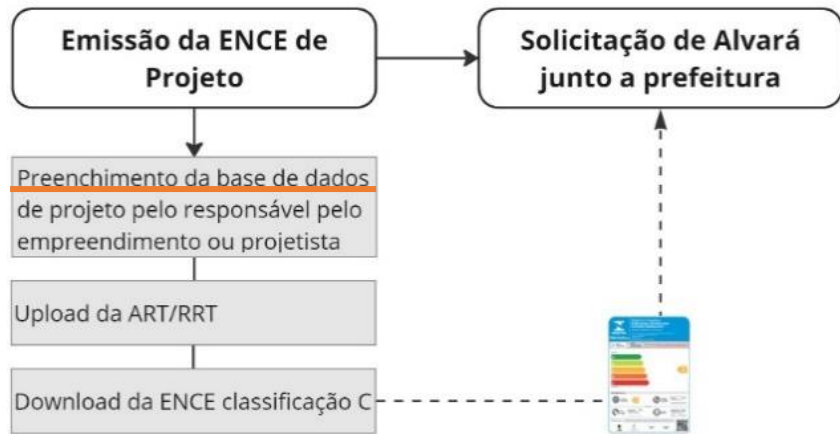 Emissão da ENCE de
Projeto
Solicitação de Alvará
junto a prefeitura
Preenchimento da base de dados
de projeto pelo responsável pelo
empreendimento ou projetista
Upload da ART/RRT
Download da ENCE classificação C